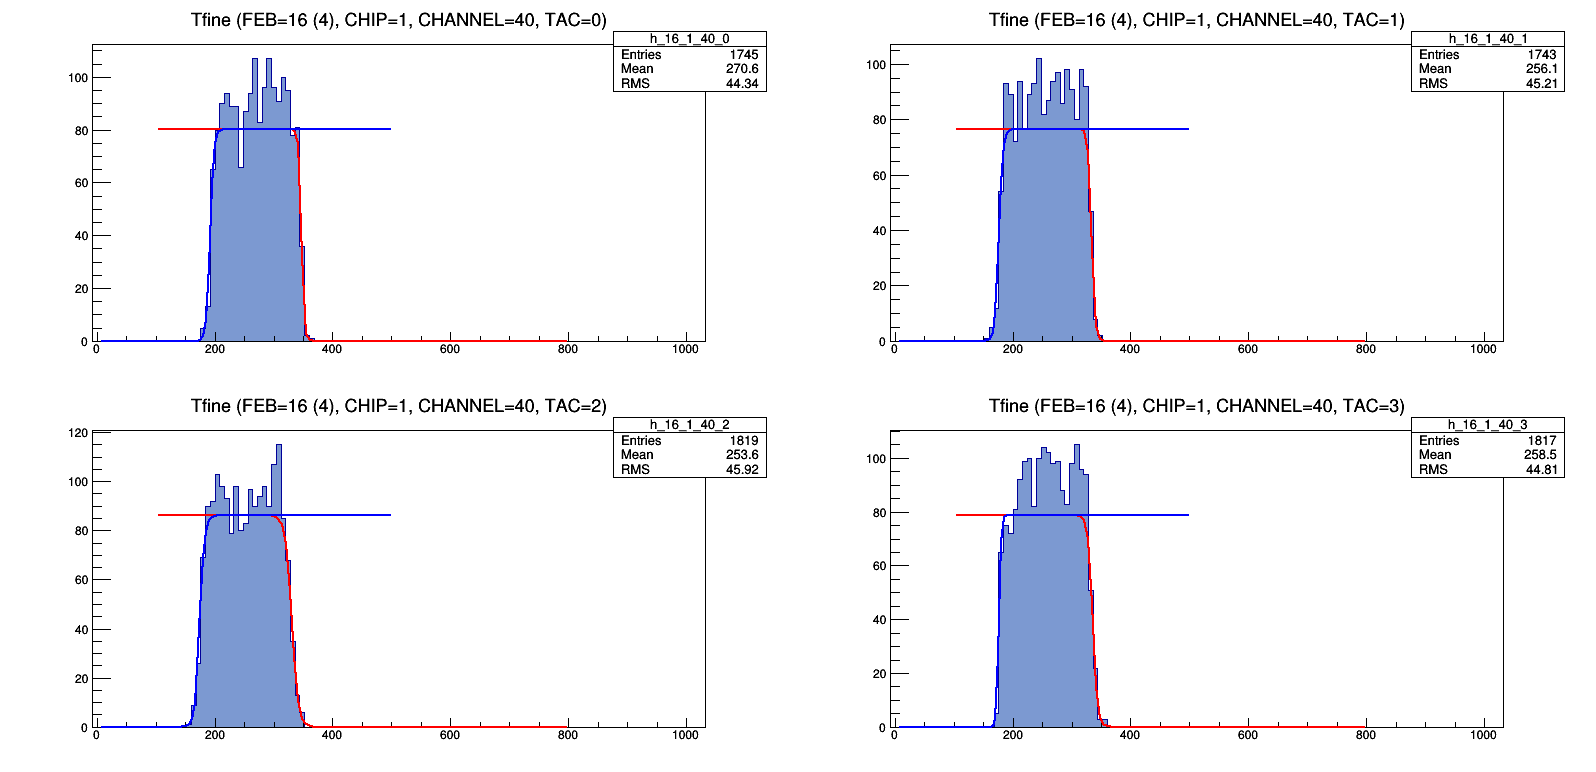 Tfine (FEB=16 (4), CHIP=1, CHANNEL=40, TAC=0)
h_16_1_40_0
Entries 1745
Mean 270.6
RMS 44.34
100
80
60
40
20
0
0 200 400 600 800 1000
Tfine (FEB=16 (4), CHIP=1, CHANNEL=40, TAC=1)
h_16_1_40_1
Entries 1743
Mean 256.1
RMS 45.21
100
80
60
40
20
0
0 200 400 600 800 1000
Tfine (FEB=16 (4), CHIP=1, CHANNEL=40, TAC=2)
h_16_1_40_2
Entries 1819
Mean 253.6
RMS 45.92
120
100
80
60
40
20
0
0 200 400 600 800 1000
Tfine (FEB=16 (4), CHIP=1, CHANNEL=40, TAC=3)
h_16_1_40_3
Entries 1817
Mean 258.5
RMS 44.81
100
80
60
40
20
0
0 200 400 600 800 1000